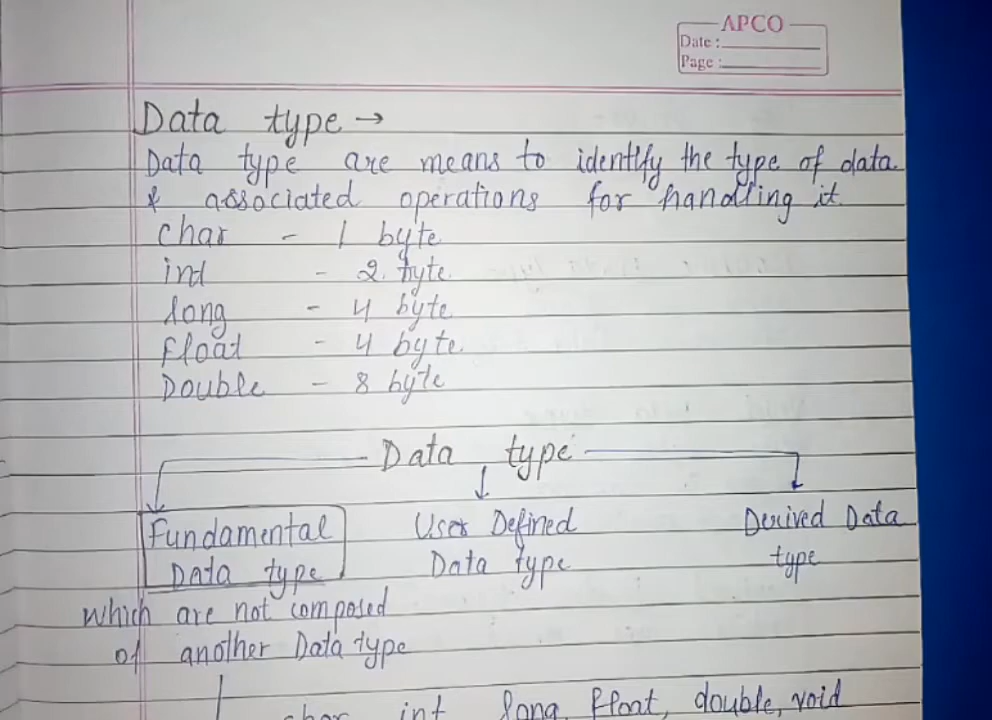 APCO
Date :
Page :
Data type →
Data type are means to identify the type of data
& associated operations for handling it.
char - 1 byte
ind - 2 byte.
long - 4 byte
Float - 4 byte.
Double - 8 byte
Data type
Fundamental Data type
User Defined Data type
Derived Data type
which are not composed
of another Data type
char int long, float, double, void